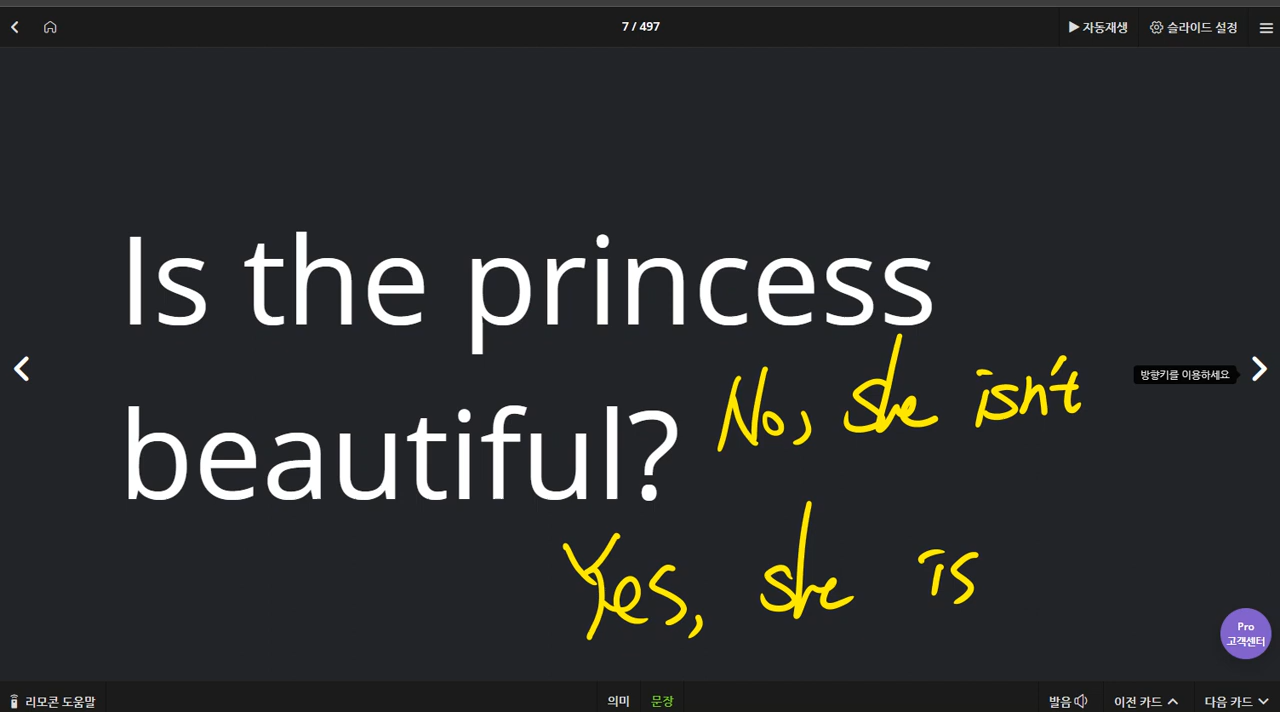 7 / 497
자동재생
슬라이드 설정
Is the princess
beautiful?
No, she isn't
방향키를 이용하세요
Yes, she is
Pro
고객센터
리모콘 도움말
의미
문장
발음
이전 카드
다음 카드